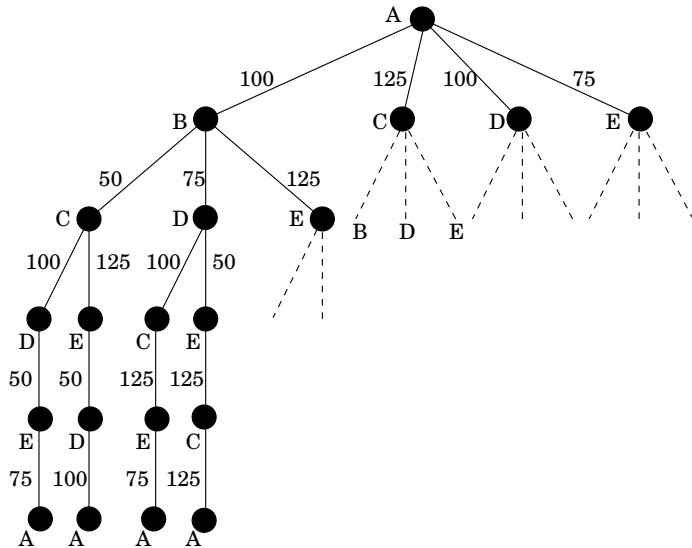 A
100 125 100 75
B C D E
50 75 125
C D E B D E
100 125 100 50
D E C E
50 50 125 125
E D E C
75 100 75 125
A A A A